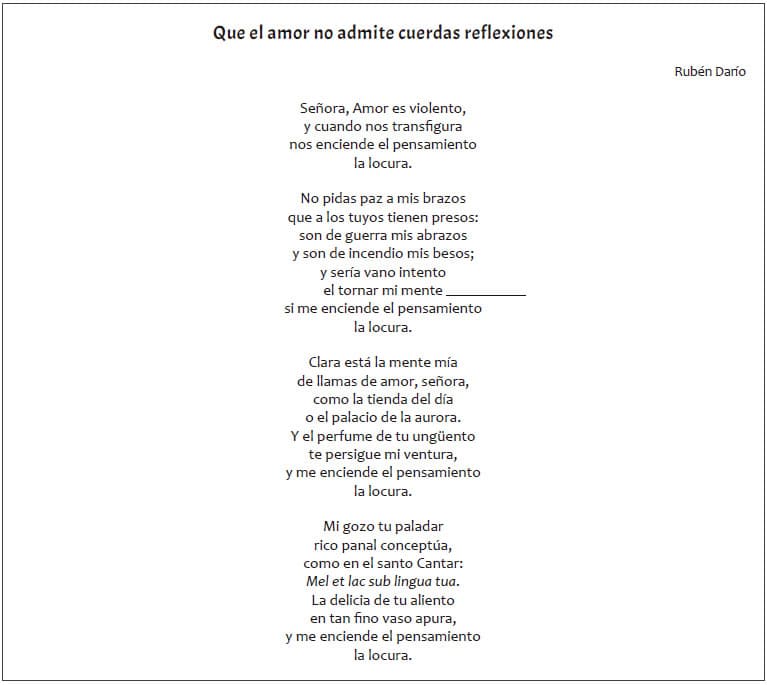 Que el amor no admite cuerdas reflexiones
Rubén Darío
Señora, Amor es violento,
y cuando nos transfigura
nos enciende el pensamiento
la locura.
No pidas paz a mis brazos
que a los tuyos tienen presos:
son de guerra mis abrazos
y son de incendio mis besos;
y sería vano intento
el tornar mi mente ___________
si me enciende el pensamiento
la locura.
Clara está la mente mía
de llamas de amor, señora,
como la tienda del día
o el palacio de la aurora.
Y el perfume de tu ungüento
te persigue mi ventura,
y me enciende el pensamiento
la locura.
Mi gozo tu paladar
rico panal conceptúa,
como en el santo Cantar:
Mel et lac sub lingua tua.
La delicia de tu aliento
en tan fino vaso apura,
y me enciende el pensamiento
la locura.